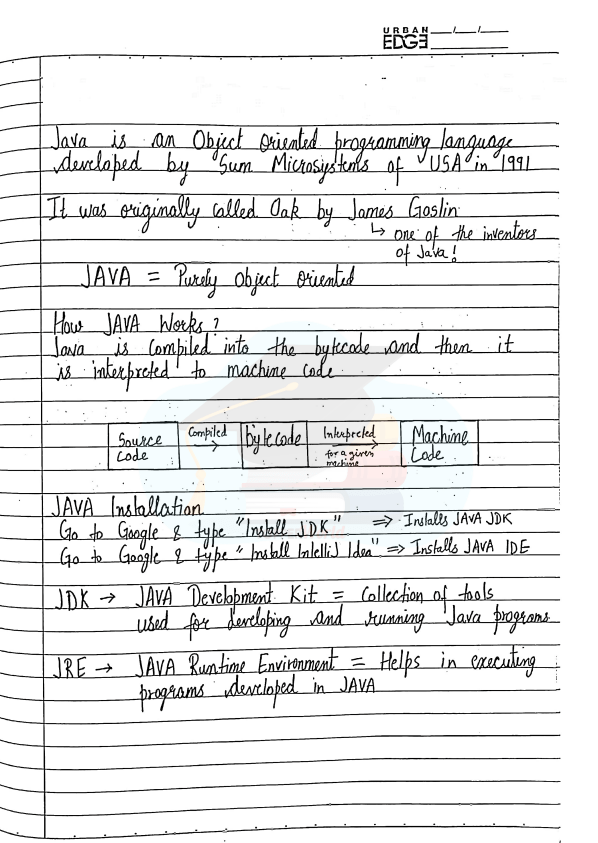 URBAN
EDGE
Java is an Object Oriented programming language
developed by Sum Microsystems of USA in 1991
It was originally called Oak by James Goslin
↳ one of the inventors
of Java!
JAVA = Purely Object Oriented
How JAVA Works?
Java is compiled into the bytecode and then it
is interpreted to machine code
Source Compiled bytecode Interpreted Machine
Code → for a given → Code
machine
JAVA Installation
Go to Google & type "Install JDK" ⇒ Installs JAVA JDK
Go to Google & type "Install IntelliJ Idea" ⇒ Installs JAVA IDE
JDK → JAVA Development Kit = Collection of tools
used for developing and running Java programs
JRE → JAVA Runtime Environment = Helps in executing
programs developed in JAVA